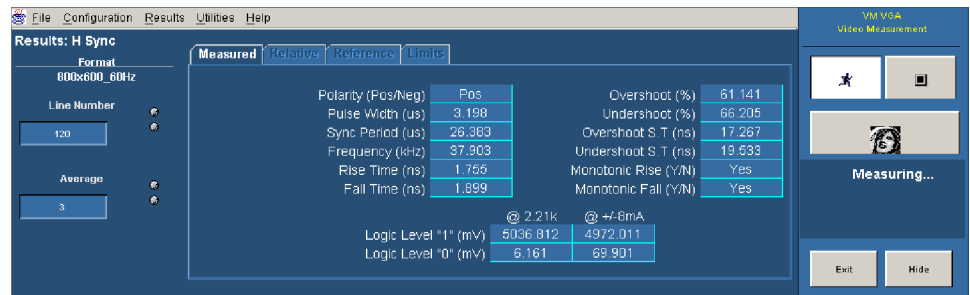 File Configuration Results Utilities Help
VM VGA
Video Measurement
Results: H Sync
Format
800x600_60Hz
Line Number
120
Average
3
Measured Relative Reference Limits
Polarity (Pos/Neg) Pos Overshoot (%) 61.141
Pulse Width (us) 3.198 Undershoot (%) 66.205
Sync Period (us) 26.383 Overshoot S.T (ns) 17.267
Frequency (kHz) 37.903 Undershoot S.T (ns) 19.533
Rise Time (ns) 1.755 Monotonic Rise (Y/N) Yes
Fall Time (ns) 1.899 Monotonic Fall (Y/N) Yes
@ 2.21k @ +/-8mA
Logic Level "1" (mV) 5036.812 4972.011
Logic Level "0" (mV) 6.161 69.901
Measuring...
Exit Hide